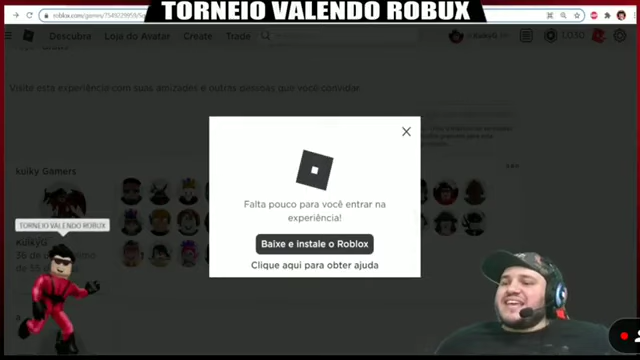 TORNEIO VALENDO ROBUX
Descubra Loja do Avatar Create Trade
Visite esta experiência com suas amizades e outras pessoas que você convidar.
kuiky Gamers
Falta pouco para você entrar na
experiência!
Baixe e instale o Roblox
Clique aqui para obter ajuda
TORNEIO VALENDO ROBUX